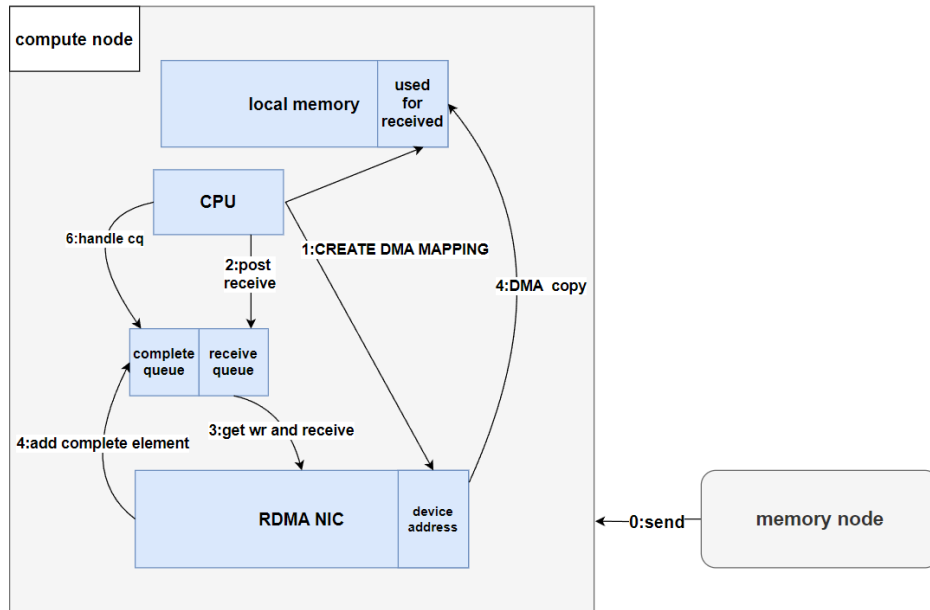 compute node
local memory
used
for
received
CPU
6:handle cq
2:post
receive
1:CREATE DMA MAPPING
4:DMA copy
complete
queue
receive
queue
3:get wr and receive
4:add complete element
RDMA NIC
device
address
0:send
memory node